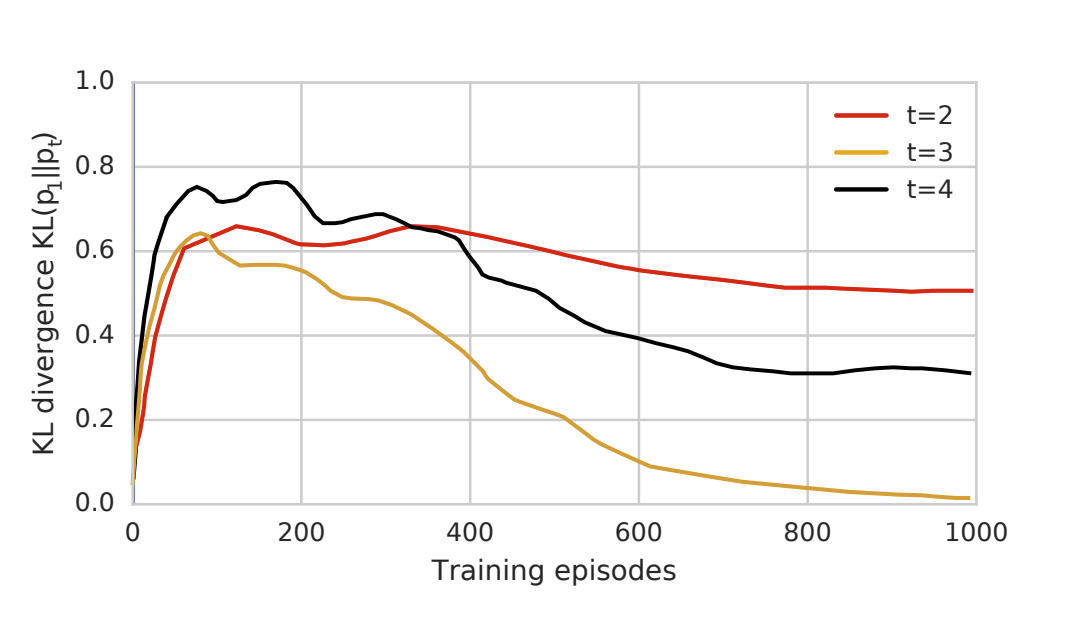 KL divergence KL(p₁||pₜ)
1.0
0.8
0.6
0.4
0.2
0.0
t=2
t=3
t=4
0 200 400 600 800 1000
Training episodes